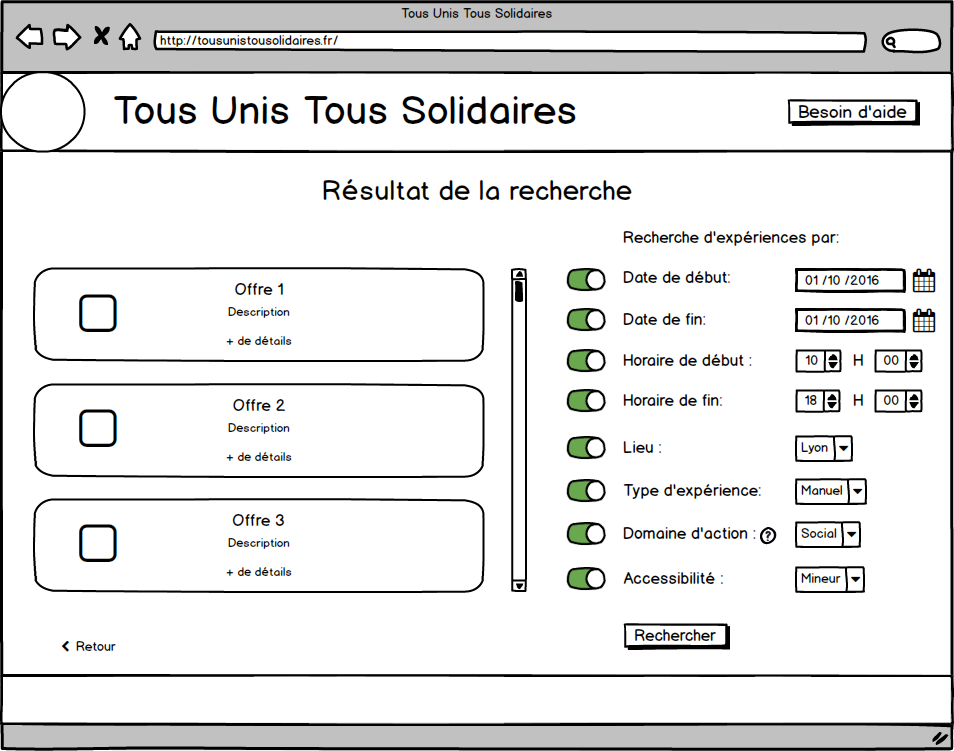 Tous Unis Tous Solidaires
http://tousunistousolidaires.fr/
Tous Unis Tous Solidaires
Besoin d'aide
Résultat de la recherche
Offre 1
Description
+ de détails
Offre 2
Description
+ de détails
Offre 3
Description
+ de détails
Retour
Recherche d'expériences par:
Date de début: 01 /10 /2016
Date de fin: 01 /10 /2016
Horaire de début : 10 H 00
Horaire de fin: 18 H 00
Lieu : Lyon
Type d'expérience: Manuel
Domaine d'action : ? Social
Accessibilité : Mineur
Rechercher